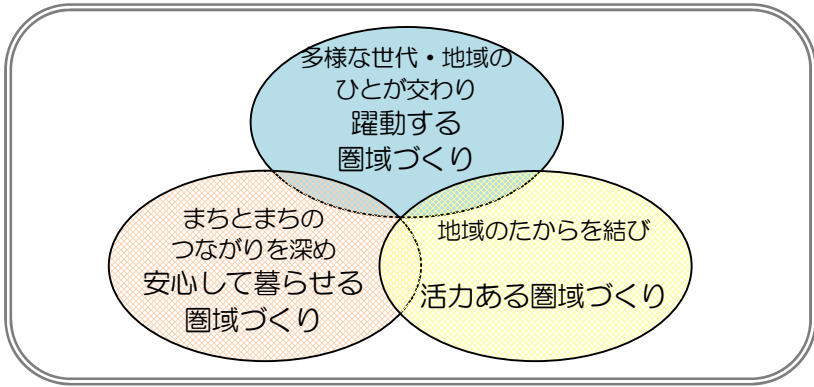 多様な世代・地域の
ひとが交わり
躍動する
圏域づくり
まちとまちの
つながりを深め
安心して暮らせる
圏域づくり
地域のたからを結び
活力ある圏域づくり